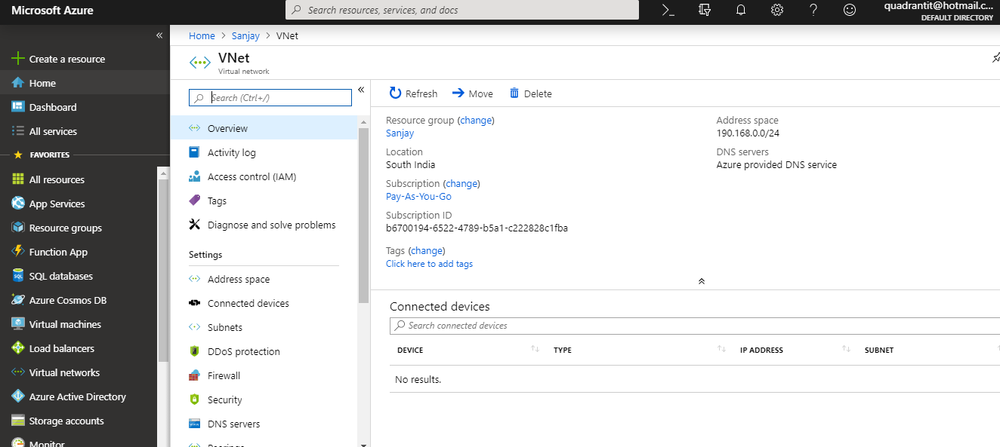 Microsoft Azure
Search resources, services, and docs
quadrantit@hotmail.c...
DEFAULT DIRECTORY
«
Create a resource
Home
Dashboard
All services
FAVORITES
All resources
App Services
Resource groups
Function App
SQL databases
Azure Cosmos DB
Virtual machines
Load balancers
Virtual networks
Azure Active Directory
Storage accounts
Monitor
Home > Sanjay > VNet
VNet
Virtual network
Search (Ctrl+/)
«
Overview
Activity log
Access control (IAM)
Tags
Diagnose and solve problems
Settings
Address space
Connected devices
Subnets
DDoS protection
Firewall
Security
DNS servers
Peerings
Refresh Move Delete
Resource group (change)
Sanjay
Location
South India
Subscription (change)
Pay-As-You-Go
Subscription ID
b6700194-6522-4789-b5a1-c222828c1fba
Tags (change)
Click here to add tags
Address space
190.168.0.0/24
DNS servers
Azure provided DNS service
Connected devices
Search connected devices
DEVICE TYPE IP ADDRESS SUBNET
No results.